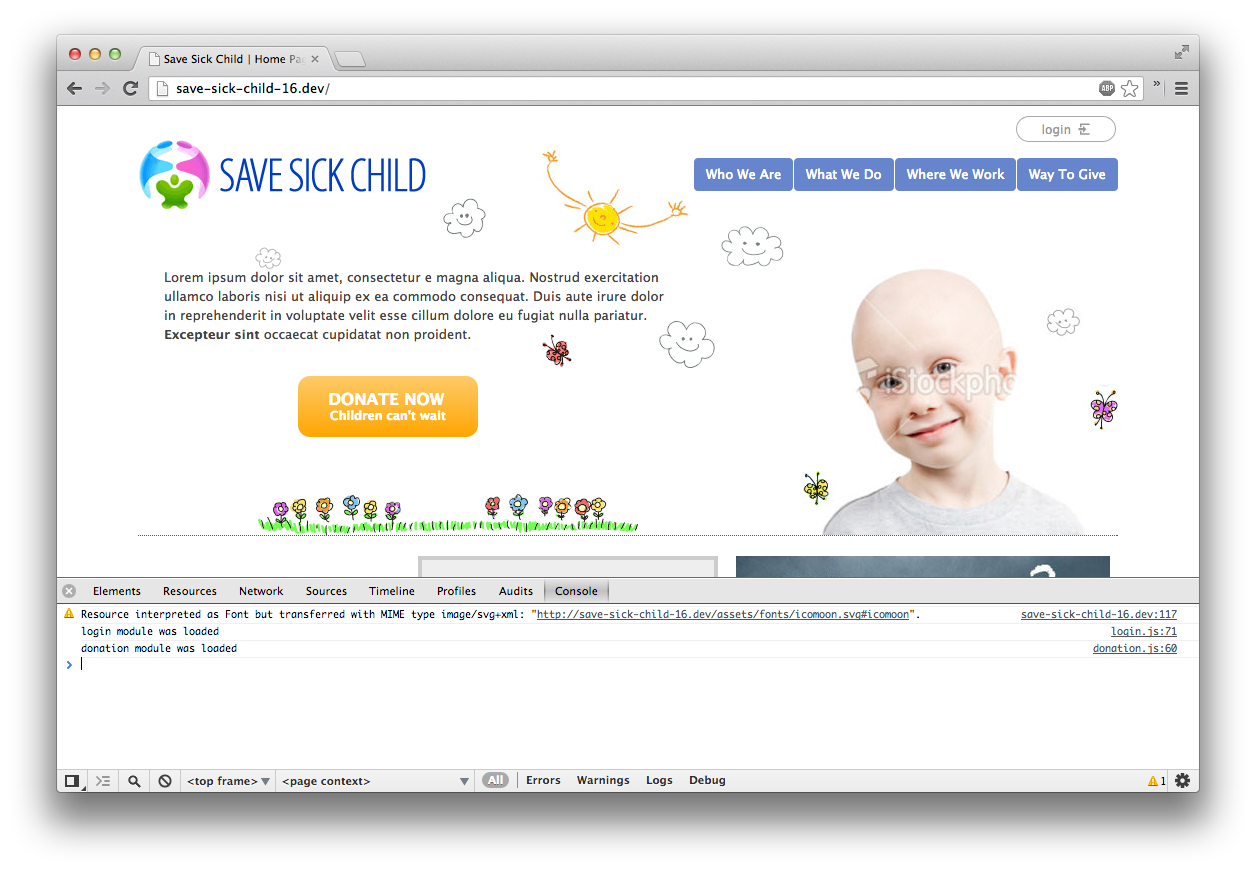 Save Sick Child | Home Pa
save-sick-child-16.dev/
ABP
»
login
SAVE SICK CHILD
Who We Are
What We Do
Where We Work
Way To Give
Lorem ipsum dolor sit amet, consectetur e magna aliqua. Nostrud exercitation
ullamco laboris nisi ut aliquip ex ea commodo consequat. Duis aute irure dolor
in reprehenderit in voluptate velit esse cillum dolore eu fugiat nulla pariatur.
Excepteur sint occaecat cupidatat non proident.
iStockpho
DONATE NOW
Children can't wait
Elements Resources Network Sources Timeline Profiles Audits Console
Resource interpreted as Font but transferred with MIME type image/svg+xml: "http://save-sick-child-16.dev/assets/fonts/icomoon.svg#icomoon". save-sick-child-16.dev:117
login module was loaded login.js:71
donation module was loaded donation.js:60
>
<top frame> <page context> All Errors Warnings Logs Debug 1